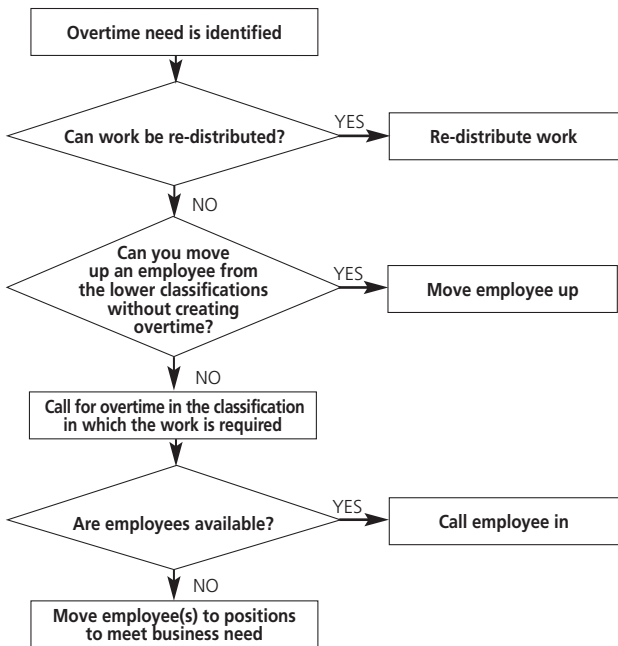 Overtime need is identified
Can work be re-distributed?
YES
Re-distribute work
NO
Can you move
up an employee from
the lower classifications
without creating
overtime?
YES
Move employee up
NO
Call for overtime in the classification
in which the work is required
Are employees available?
YES
Call employee in
NO
Move employee(s) to positions
to meet business need